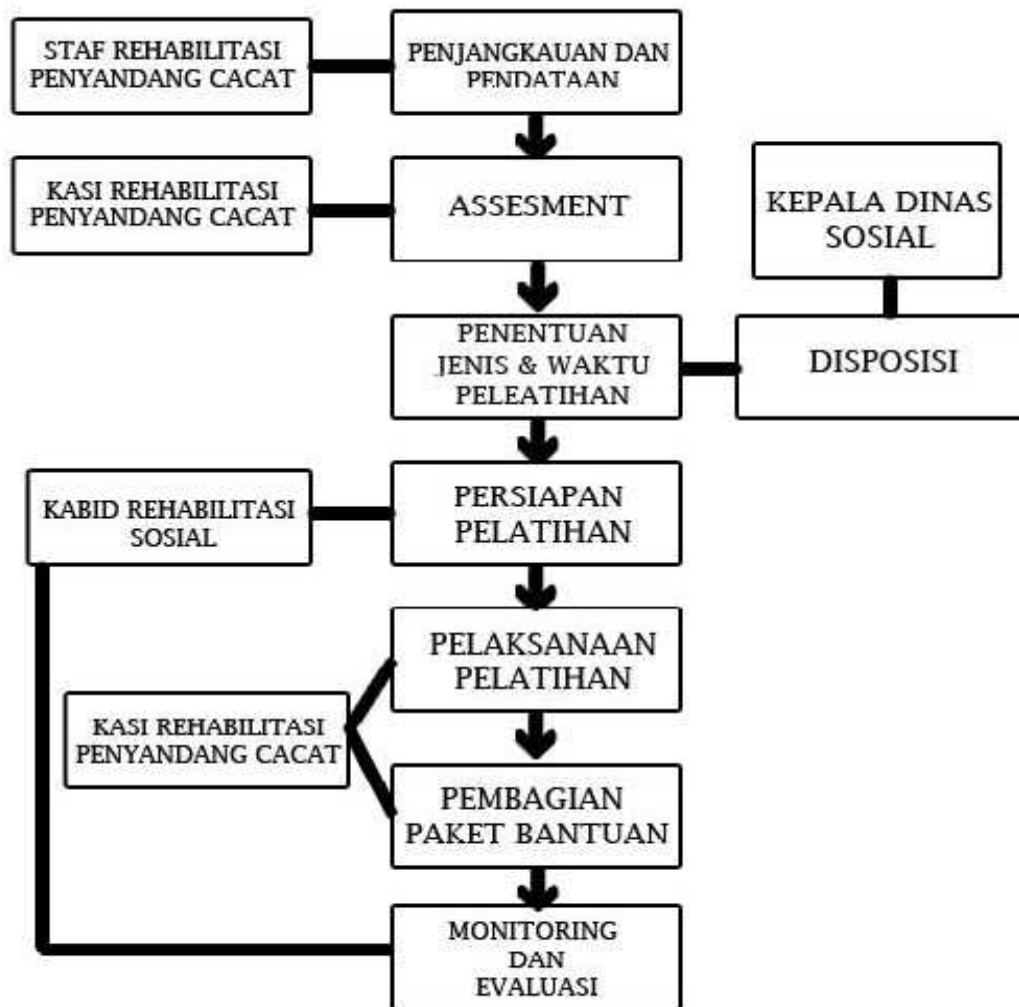 STAF REHABILITASI
PENYANDANG CACAT
PENJANGKAUAN DAN
PENDATAAN
KASI REHABILITASI
PENYANDANG CACAT
ASSESMENT
KEPALA DINAS
SOSIAL
PENENTUAN
JENIS & WAKTU
PELEATIHAN
DISPOSISI
KABID REHABILITASI
SOSIAL
PERSIAPAN
PELATIHAN
PELAKSANAAN
PELATIHAN
KASI REHABILITASI
PENYANDANG CACAT
PEMBAGIAN
PAKET BANTUAN
MONITORING
DAN
EVALUASI